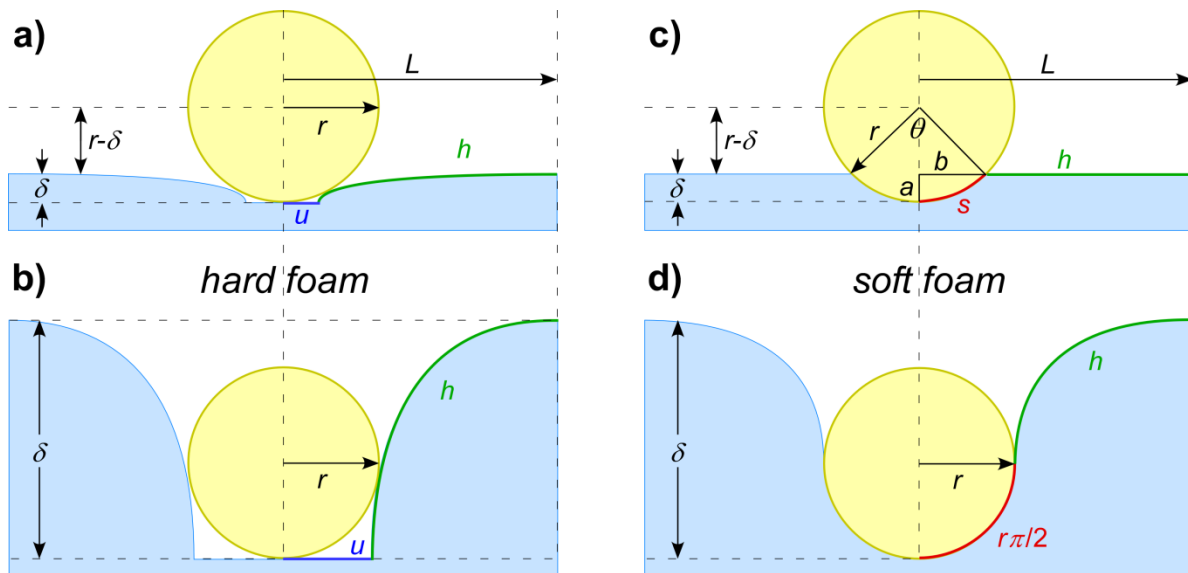 a)
L
r
r-δ
h
δ
u
b)
hard foam
δ
h
r
u
c)
L
r
θ
r-δ
b
h
δ
a
s
d)
soft foam
h
δ
r
rπ/2